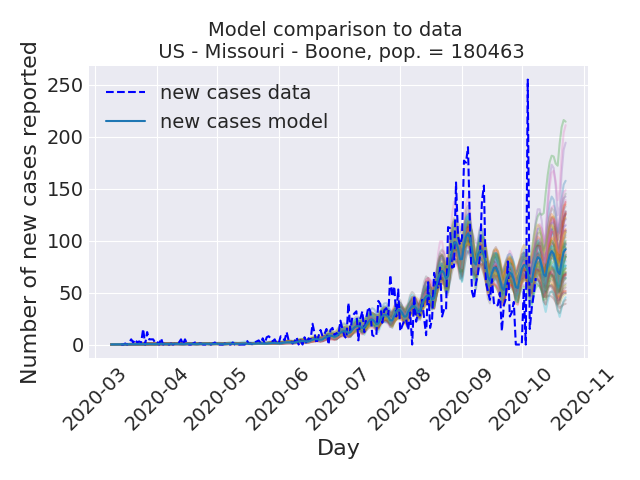 Model comparison to data
US - Missouri - Boone, pop. = 180463
Number of new cases reported
250
200
150
100
50
0
new cases data
new cases model
2020-03
2020-04
2020-05
2020-06
2020-07
2020-08
2020-09
2020-10
2020-11
Day